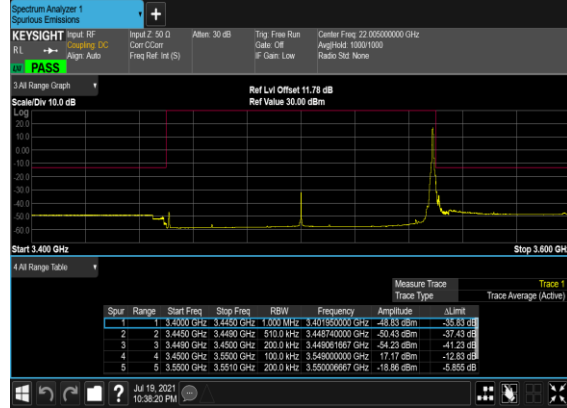 Spectrum Analyzer 1
Spurious Emissions
KEYSIGHT Input: RF Input Z: 50 Ω Atten: 30 dB Trig: Free Run Center Freq: 22.005000000 GHz
RL Coupling: DC Corr CCorr Gate: Off Avg|Hold: 1000/1000
Align: Auto Freq Ref: Int (S) IF Gain: Low Radio Std: None
PASS
3 All Range Graph
Ref Lvl Offset 11.78 dB
Scale/Div 10.0 dB Ref Value 30.00 dBm
Log
20.0
10.0
0.00
-10.0
-20.0
-30.0
-40.0
-50.0
-60.0
Start 3.400 GHz Stop 3.600 GH
4 All Range Table
Measure Trace Trace 1
Trace Type Trace Average (Active)
Spur Range Start Freq Stop Freq RBW Frequency Amplitude ΔLimit
1 1 3.4000 GHz 3.4450 GHz 1.000 MHz 3.401950000 GHz -48.83 dBm -35.83 dB
2 2 3.4450 GHz 3.4490 GHz 510.0 kHz 3.448740000 GHz -50.43 dBm -37.43 dB
3 3 3.4490 GHz 3.4500 GHz 200.0 kHz 3.449061667 GHz -54.23 dBm -41.23 dB
4 4 3.4500 GHz 3.5500 GHz 100.0 kHz 3.549000000 GHz 17.17 dBm -12.83 dB
5 5 3.5500 GHz 3.5510 GHz 200.0 kHz 3.550006667 GHz -18.86 dBm -5.855 dB
? Jul 19, 2021
10:38:20 PM